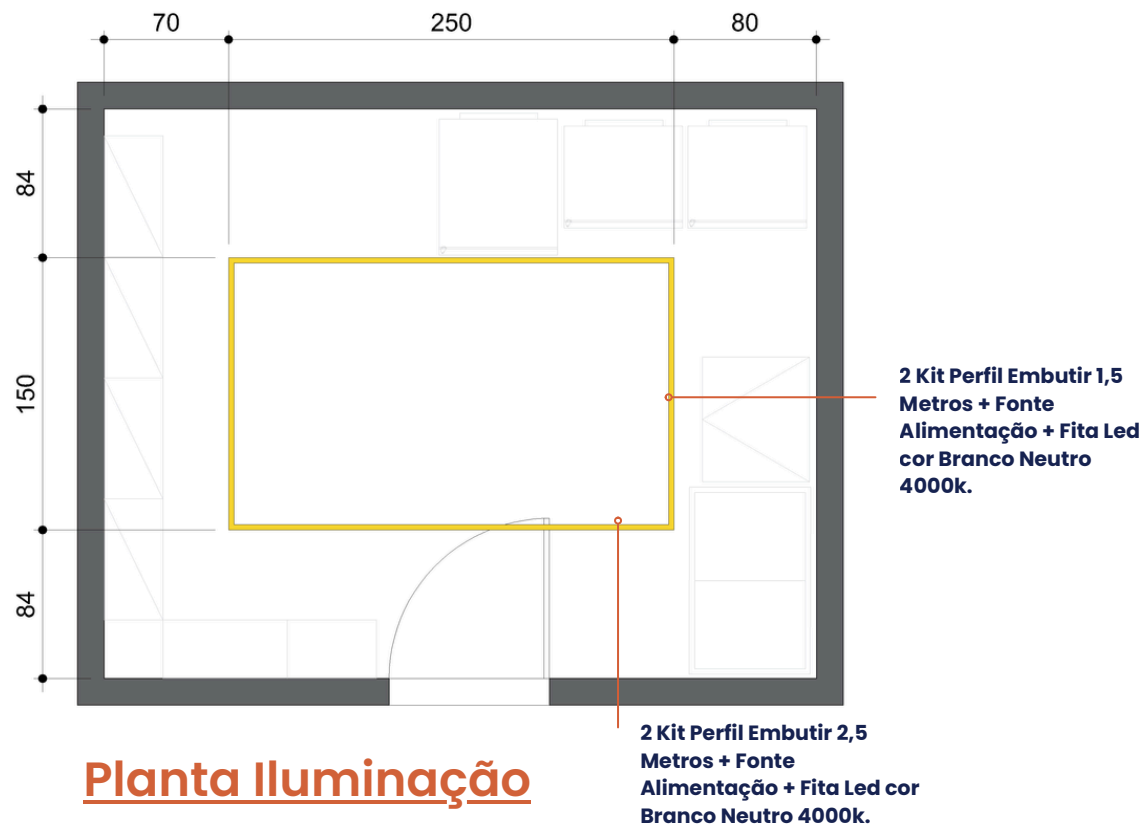 70
250
80
84
150
84
2 Kit Perfil Embutir 1,5
Metros + Fonte
Alimentação + Fita Led
cor Branco Neutro
4000k.
2 Kit Perfil Embutir 2,5
Metros + Fonte
Alimentação + Fita Led cor
Branco Neutro 4000k.
Planta Iluminação